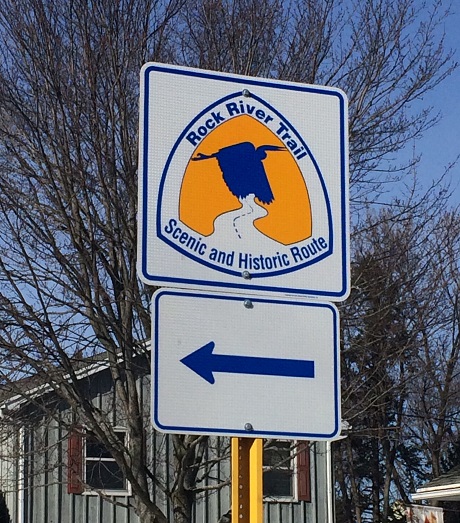 Rock River Trail
Scenic and Historic Route